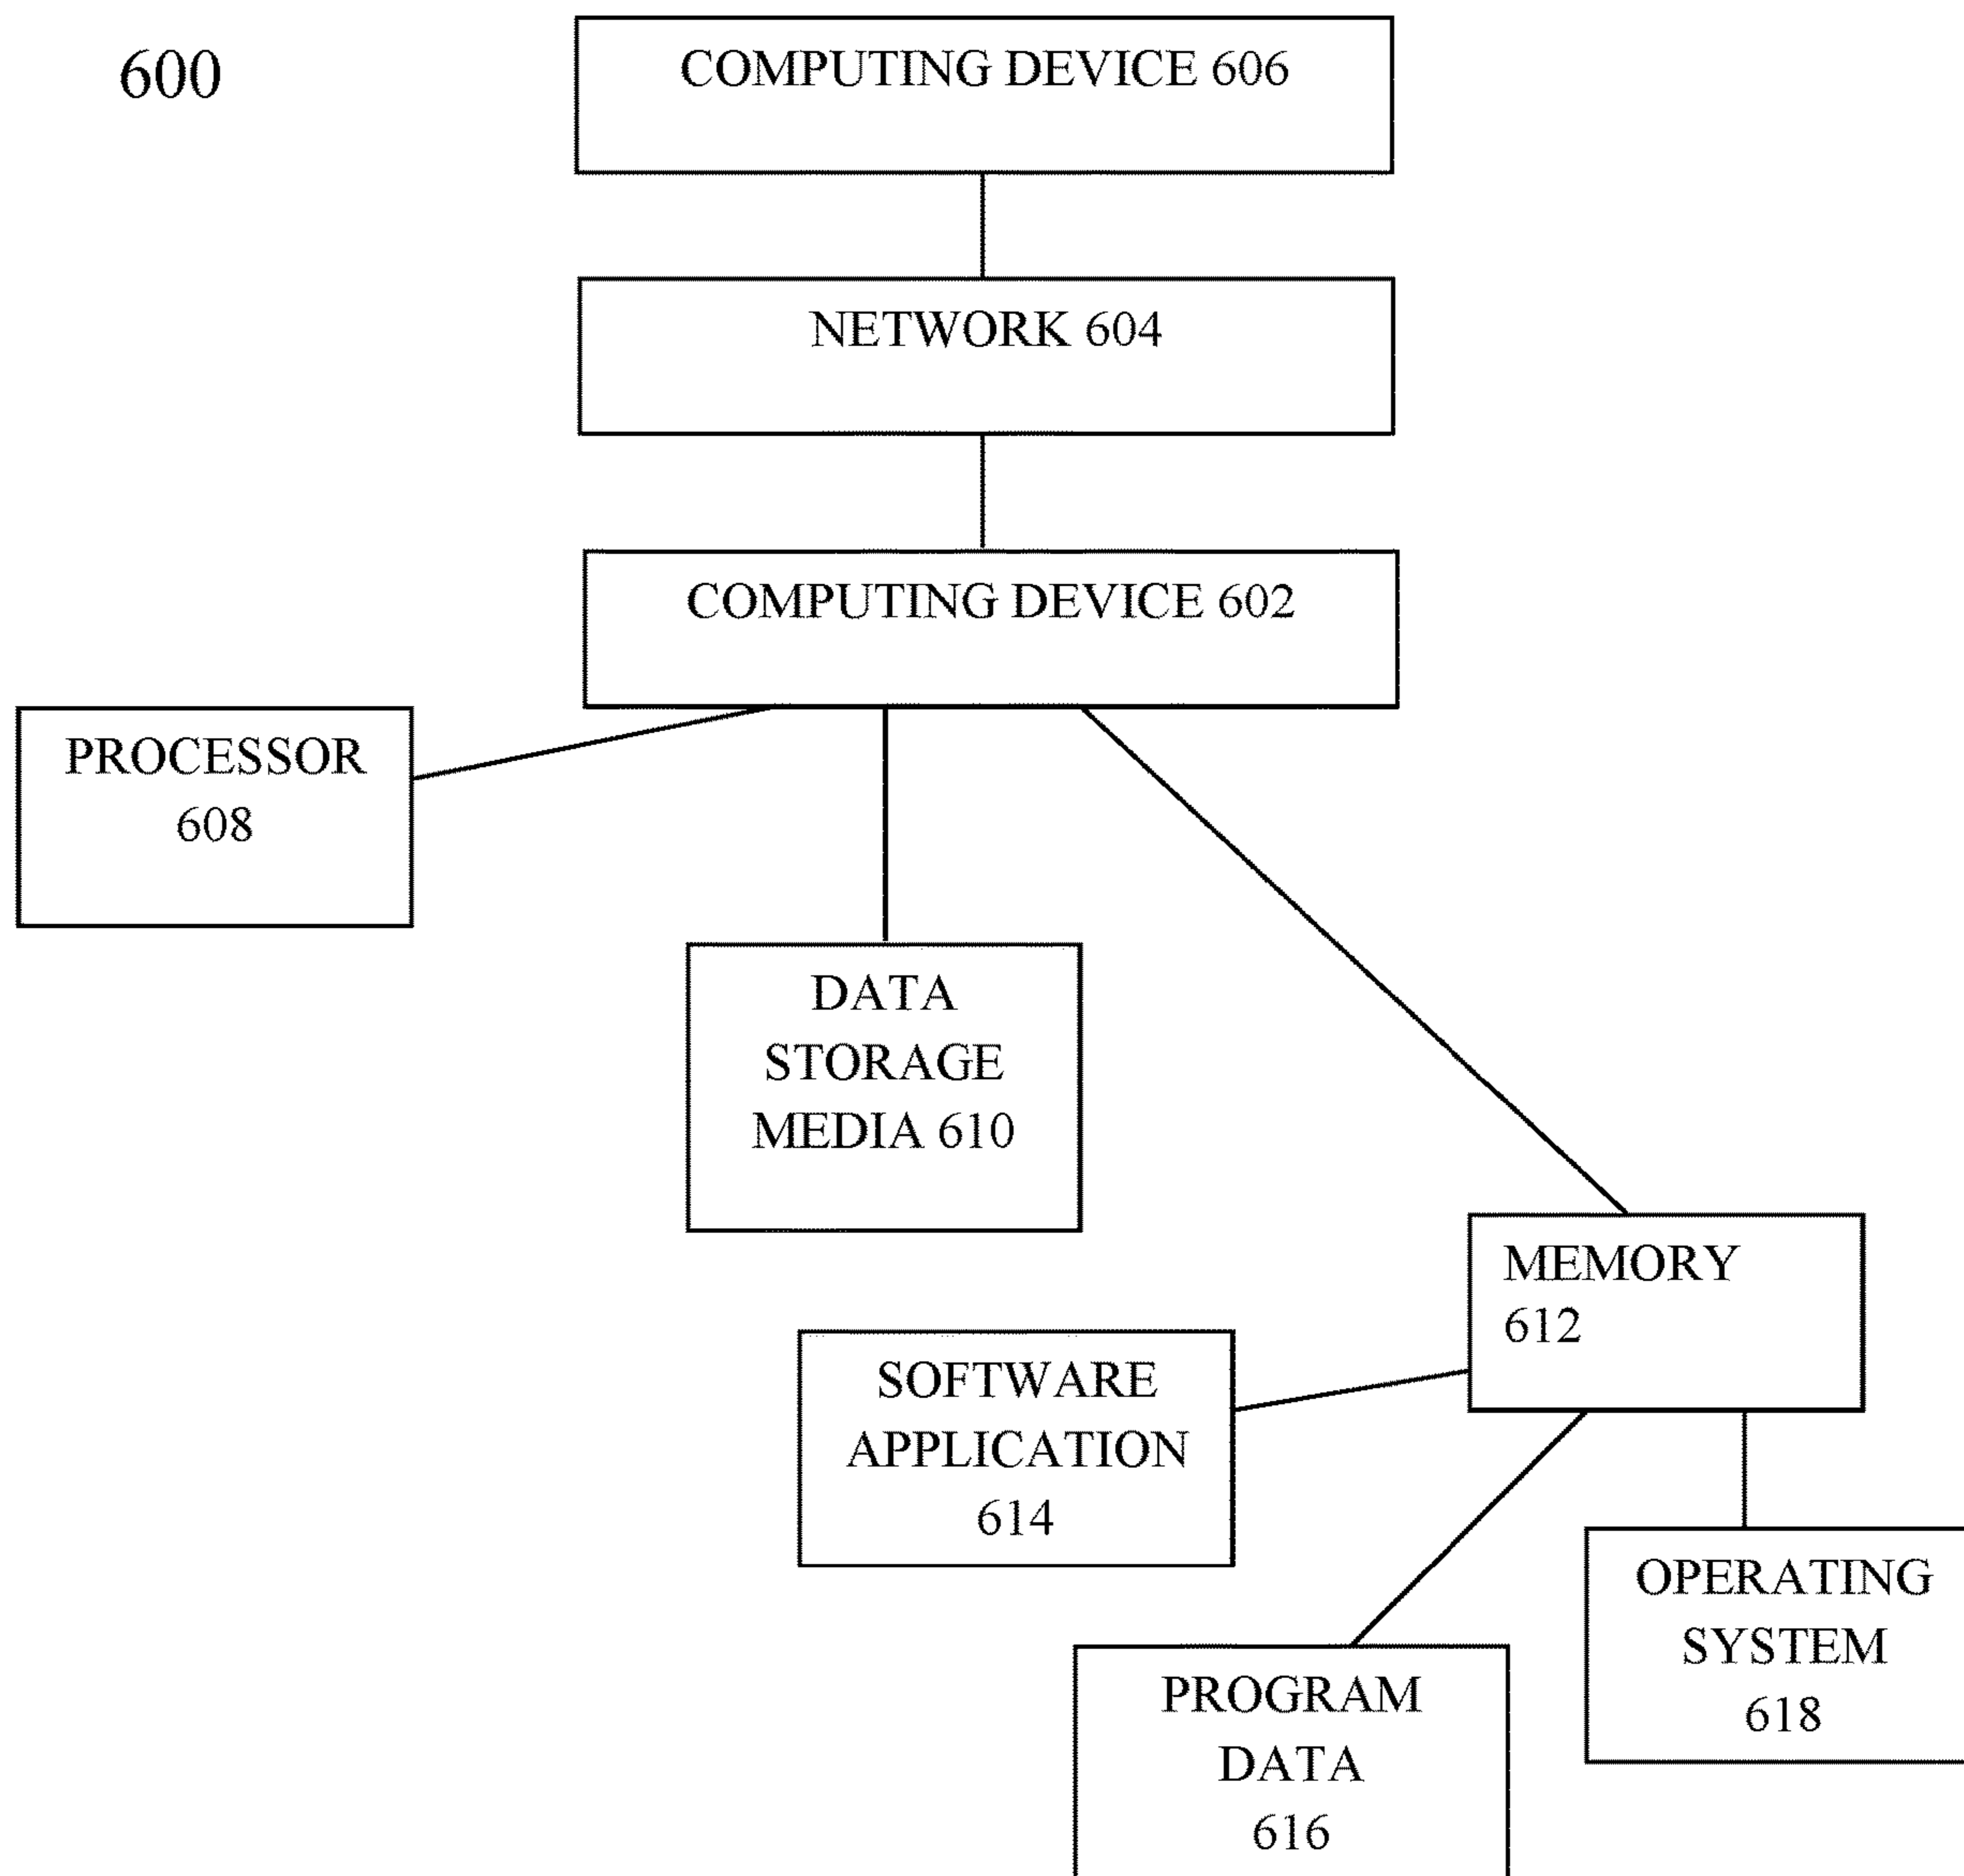 600
COMPUTING DEVICE 606
NETWORK 604
COMPUTING DEVICE 602
PROCESSOR
608
DATA
STORAGE
MEDIA 610
MEMORY
612
SOFTWARE
APPLICATION
614
OPERATING
SYSTEM
618
PROGRAM
DATA
616